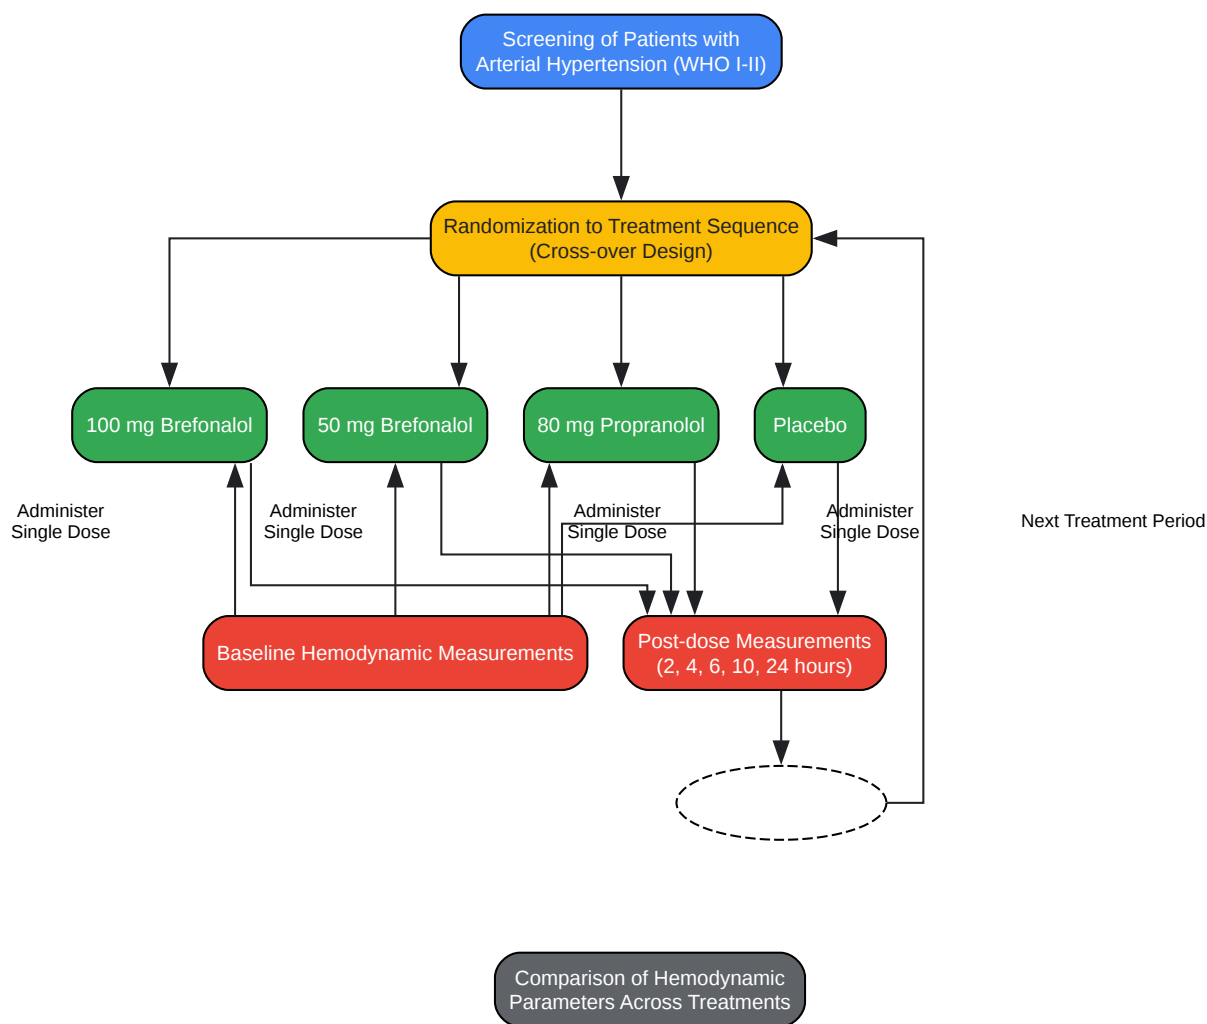 Screening of Patients with
Arterial Hypertension (WHO I-II)
Randomization to Treatment Sequence
(Cross-over Design)
100 mg Brefonalol
50 mg Brefonalol
80 mg Propranolol
Placebo
Administer
Single Dose
Administer
Single Dose
Administer
Single Dose
Administer
Single Dose
Next Treatment Period
Baseline Hemodynamic Measurements
Post-dose Measurements
(2, 4, 6, 10, 24 hours)
Comparison of Hemodynamic
Parameters Across Treatments